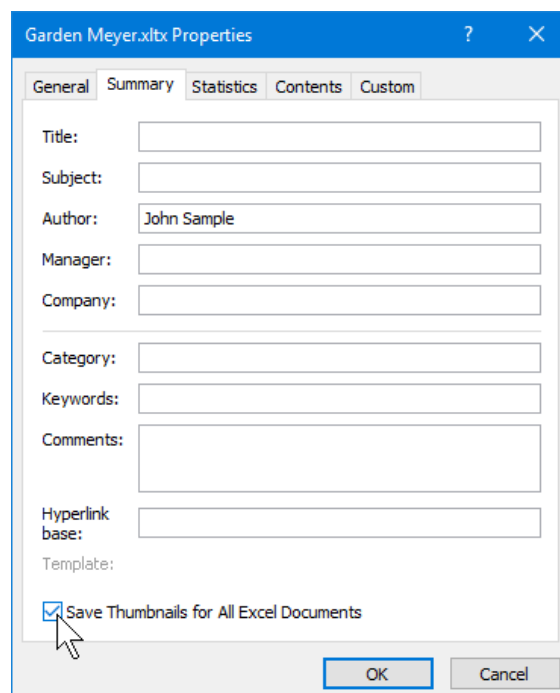 Garden Meyer.xltx Properties ? ×
General Summary Statistics Contents Custom
Title:
Subject:
Author: John Sample
Manager:
Company:
Category:
Keywords:
Comments:
Hyperlink
base:
Template:
Save Thumbnails for All Excel Documents
OK Cancel